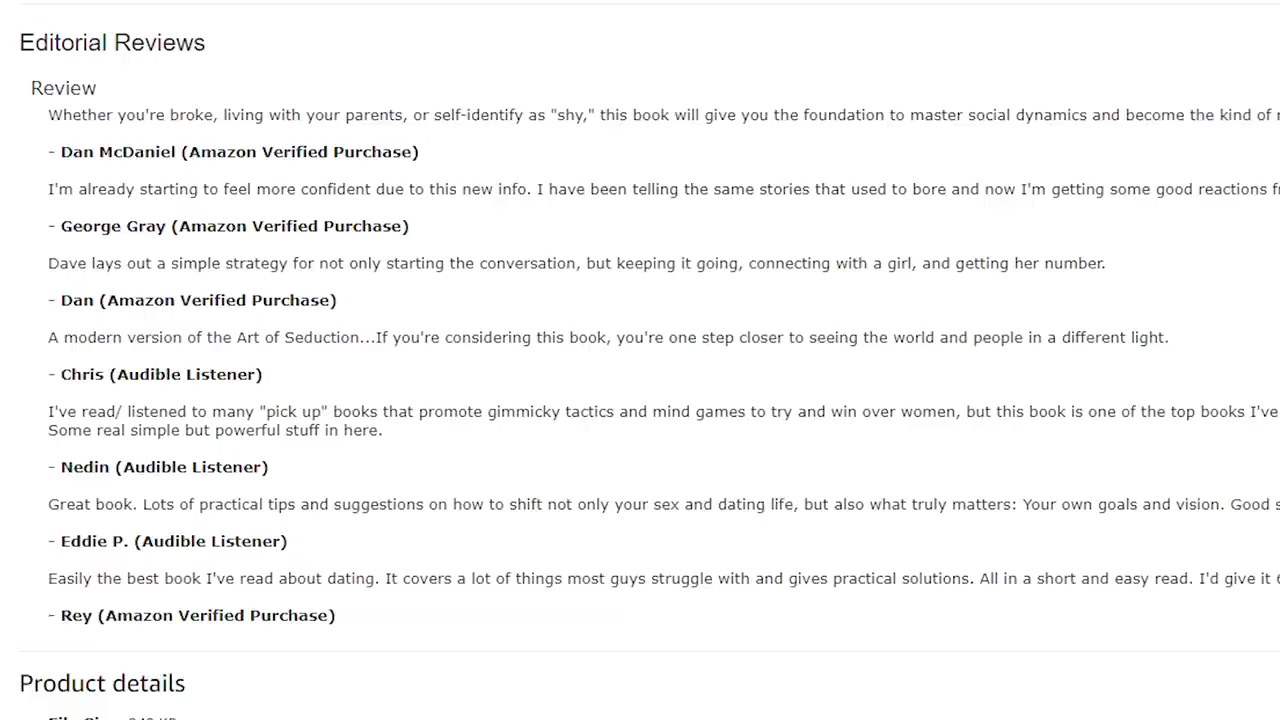 Editorial Reviews
Review
Whether you're broke, living with your parents, or self-identify as "shy," this book will give you the foundation to master social dynamics and become the kind of
- Dan McDaniel (Amazon Verified Purchase)
I'm already starting to feel more confident due to this new info. I have been telling the same stories that used to bore and now I'm getting some good reactions
- George Gray (Amazon Verified Purchase)
Dave lays out a simple strategy for not only starting the conversation, but keeping it going, connecting with a girl, and getting her number.
- Dan (Amazon Verified Purchase)
A modern version of the Art of Seduction...If you're considering this book, you're one step closer to seeing the world and people in a different light.
- Chris (Audible Listener)
I've read/ listened to many "pick up" books that promote gimmicky tactics and mind games to try and win over women, but this book is one of the top books I've
Some real simple but powerful stuff in here.
- Nedin (Audible Listener)
Great book. Lots of practical tips and suggestions on how to shift not only your sex and dating life, but also what truly matters: Your own goals and vision. Good
- Eddie P. (Audible Listener)
Easily the best book I've read about dating. It covers a lot of things most guys struggle with and gives practical solutions. All in a short and easy read. I'd give it
- Rey (Amazon Verified Purchase)
Product details